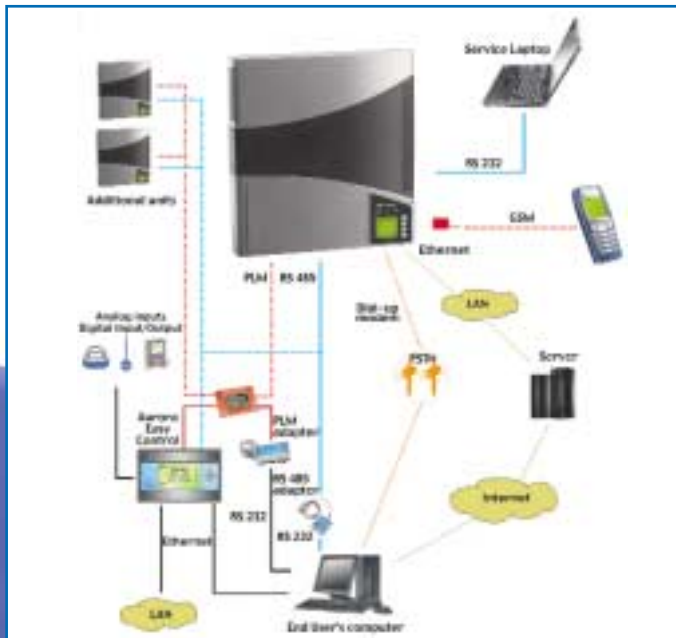 Service Laptop
RS 232
Additional units
GSM
Ethernet
PLM
RS 485
LAN
Dial-up
modem
Analog Inputs
Digital Input/Output
PSTN
Server
Aurora
Easy
Control
PLM
adapter
RS 485
adapter
Internet
RS 232
RS 232
Ethernet
LAN
End User's computer